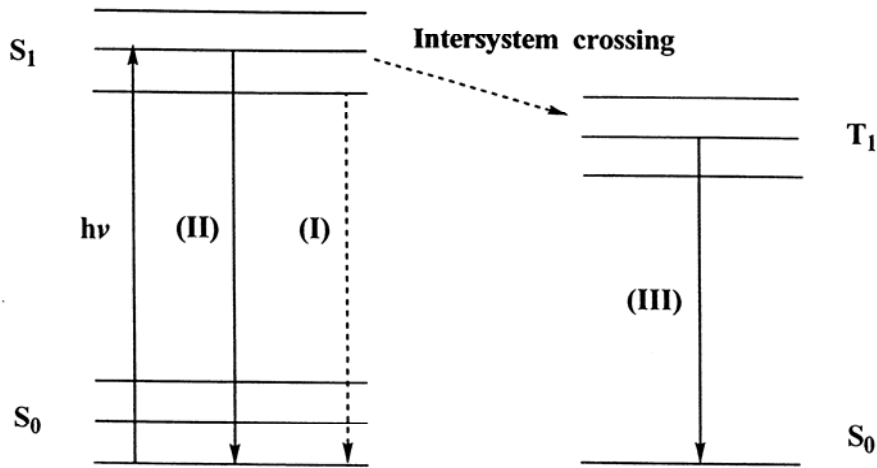 Intersystem crossing
S₁
T₁
hν
(II)
(I)
(III)
S₀
S₀